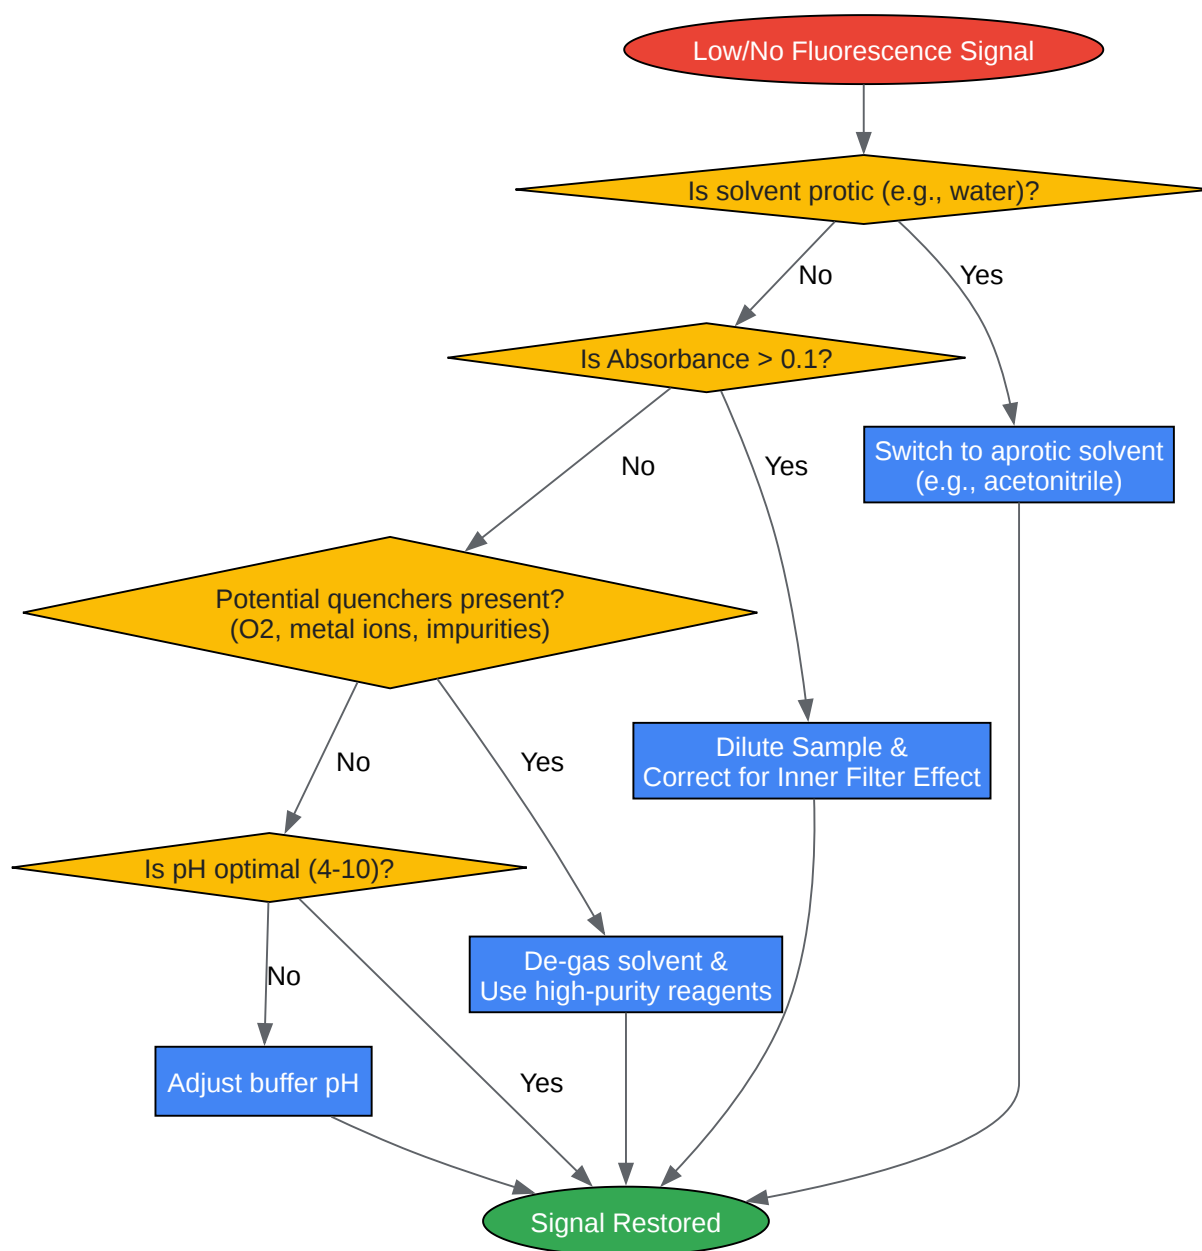 Low/No Fluorescence Signal
Is solvent protic (e.g., water)?
No
Yes
Is Absorbance > 0.1?
Switch to aprotic solvent
(e.g., acetonitrile)
No
Yes
Potential quenchers present?
(O2, metal ions, impurities)
Dilute Sample &
Correct for Inner Filter Effect
No
Yes
Is pH optimal (4-10)?
De-gas solvent &
Use high-purity reagents
No
Yes
Adjust buffer pH
Signal Restored